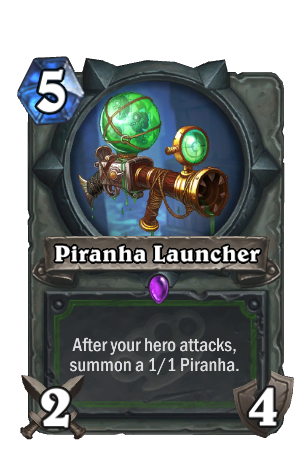 5
Piranha Launcher
After your hero attacks,
summon a 1/1 Piranha.
2 4